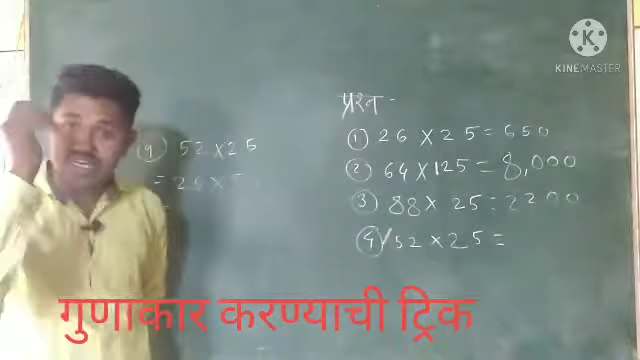 KINEMASTER
प्रश्न -
① 26 × 25 = 650
② 64 × 125 = 8,000
③ 88 × 25 = 2200
④ 52 × 25 =
52 × 25
= 26 ×
गुणाकार करण्याची ट्रिक